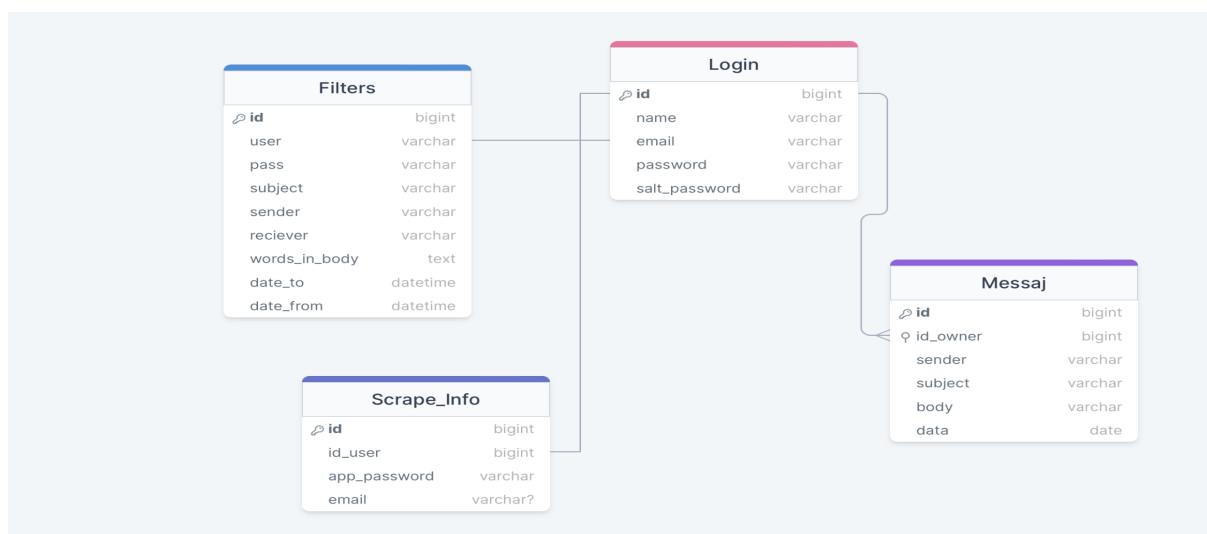 Filters
id bigint
user varchar
pass varchar
subject varchar
sender varchar
reciever varchar
words_in_body text
date_to datetime
date_from datetime
Login
id bigint
name varchar
email varchar
password varchar
salt_password varchar
Messaj
id bigint
id_owner bigint
sender varchar
subject varchar
body varchar
data date
Scrape_Info
id bigint
id_user bigint
app_password varchar
email varchar?